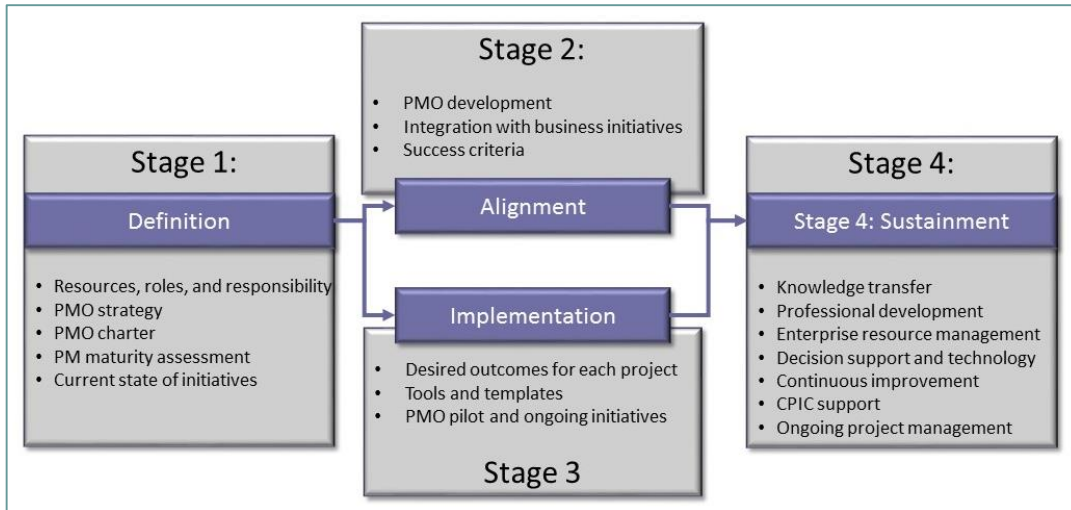 Stage 1:
Definition
• Resources, roles, and responsibility
• PMO strategy
• PMO charter
• PM maturity assessment
• Current state of initiatives
Stage 2:
• PMO development
• Integration with business initiatives
• Success criteria
Alignment
Implementation
• Desired outcomes for each project
• Tools and templates
• PMO pilot and ongoing initiatives
Stage 3
Stage 4:
Stage 4: Sustainment
• Knowledge transfer
• Professional development
• Enterprise resource management
• Decision support and technology
• Continuous improvement
• CPIC support
• Ongoing project management